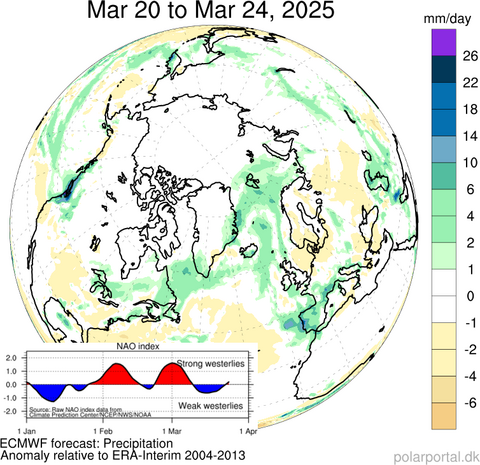 Mar 20 to Mar 24, 2025
mm/day
26
22
18
14
10
6
4
2
1
0
-1
-2
-4
-6
NAO index
2.0
1.0
0.0
-1.0
-2.0
Strong westerlies
Weak westerlies
Source: Raw NAO index data from
Climate Prediction Center/NCEP/NWS/NOAA
1 Jan 1 Feb 1 Mar 1 Apr
ECMWF forecast: Precipitation
Anomaly relative to ERA-Interim 2004-2013
polarportal.dk